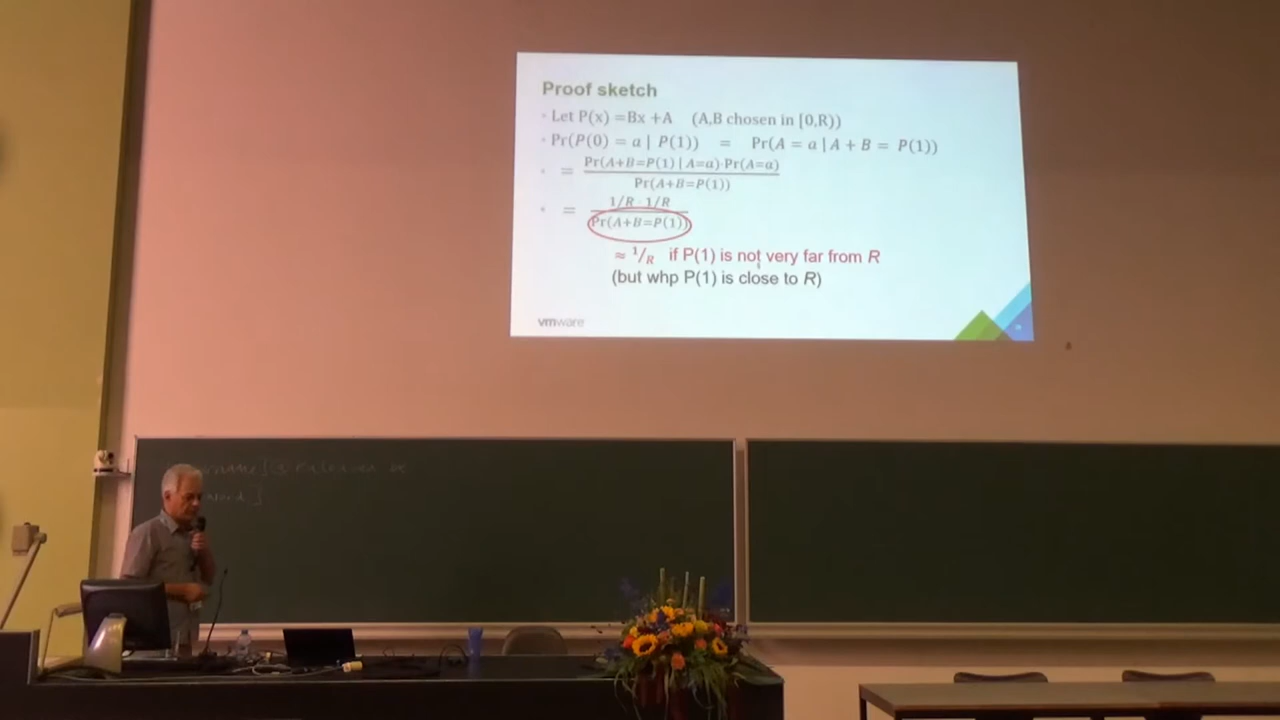 Proof sketch
• Let P(x) =Bx +A (A,B chosen in [0,R))
• Pr(P(0) = a | P(1)) = Pr(A = a | A + B = P(1))
• = Pr(A+B=P(1) | A=a)·Pr(A=a)
Pr(A+B=P(1))
• = 1/R · 1/R
Pr(A+B=P(1))
≈ 1/R if P(1) is not very far from R
(but whp P(1) is close to R)
vmware